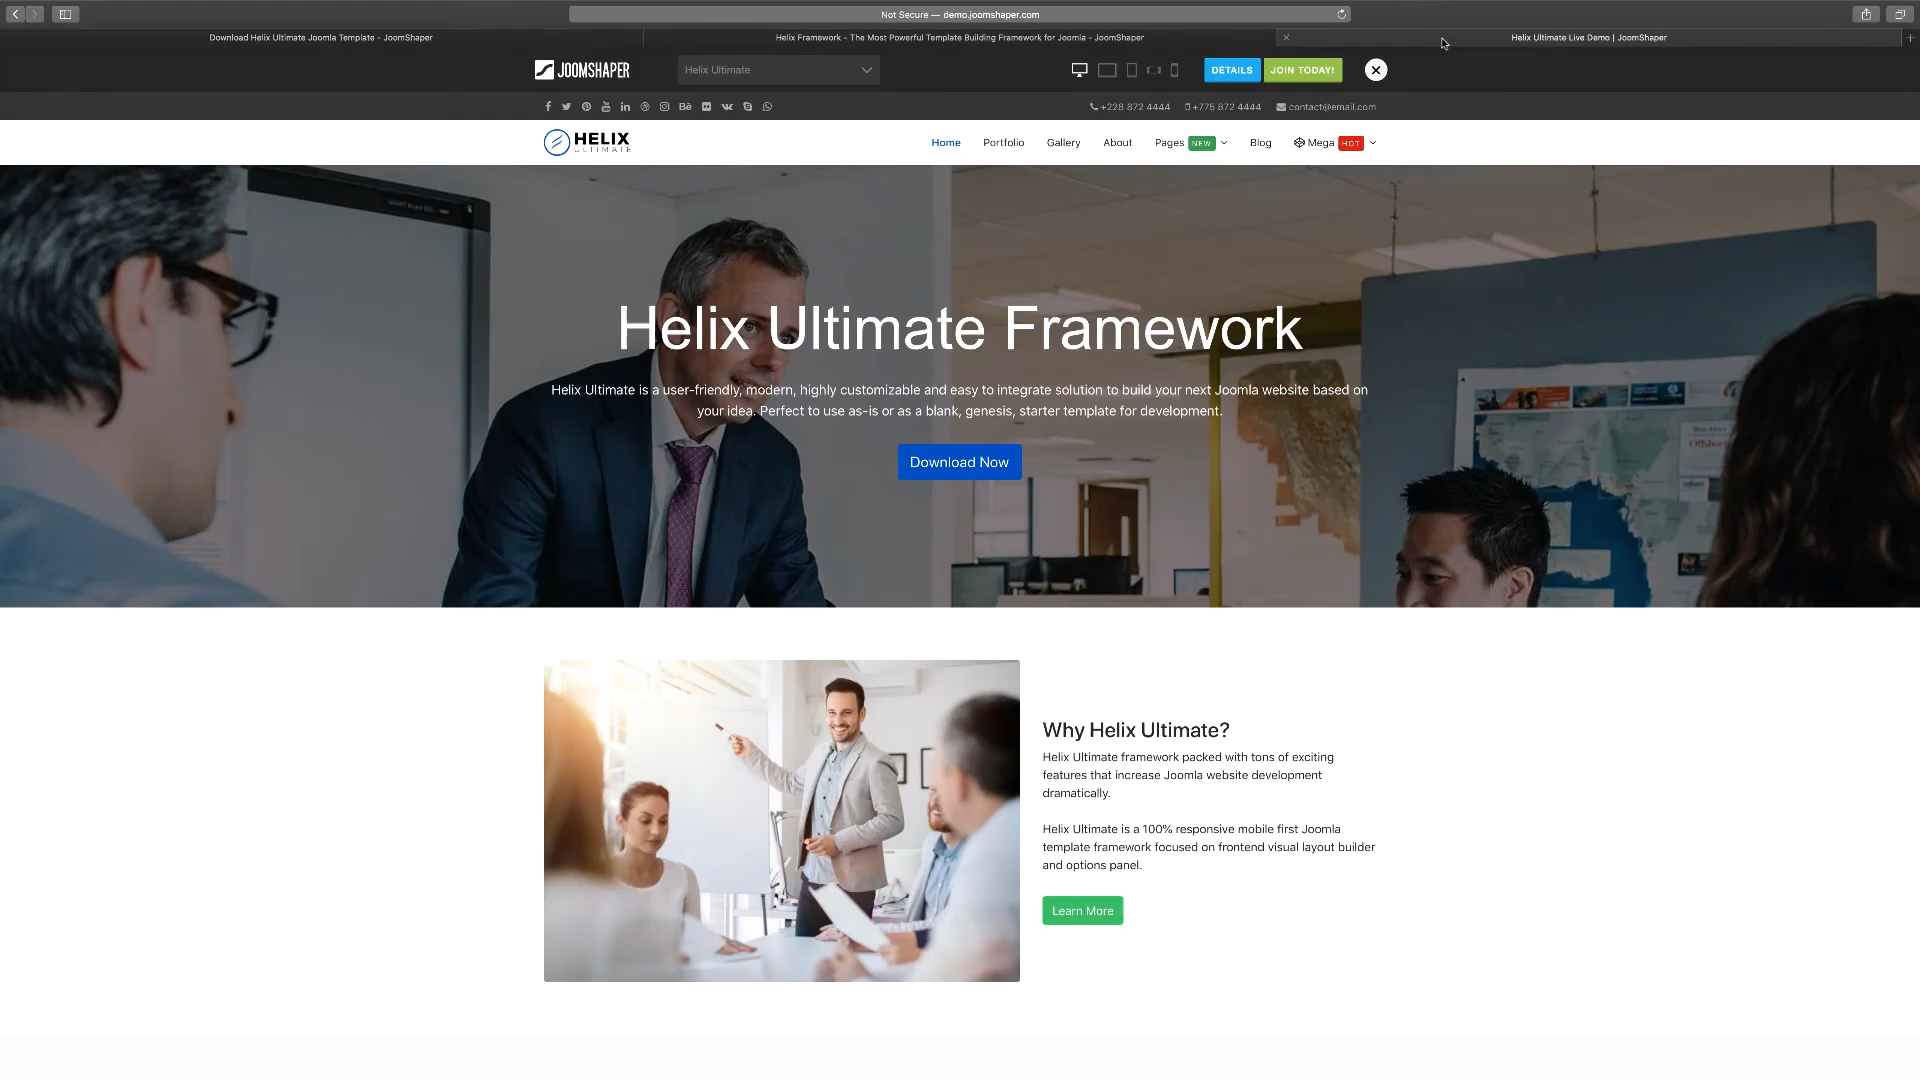 Not Secure — demo.joomshaper.com
Download Helix Ultimate Joomla Template - JoomShaper
Helix Framework - The Most Powerful Template Building Framework for Joomla - JoomShaper
Helix Ultimate Live Demo | JoomShaper
JOOMSHAPER
Helix Ultimate
DETAILS
JOIN TODAY!
+228 872 4444
+775 872 4444
contact@email.com
HELIX
ULTIMATE
Home
Portfolio
Gallery
About
Pages NEW
Blog
Mega HOT
Helix Ultimate Framework
Helix Ultimate is a user-friendly, modern, highly customizable and easy to integrate solution to build your next Joomla website based on
your idea. Perfect to use as-is or as a blank, genesis, starter template for development.
Download Now
Why Helix Ultimate?
Helix Ultimate framework packed with tons of exciting
features that increase Joomla website development
dramatically.
Helix Ultimate is a 100% responsive mobile first Joomla
template framework focused on frontend visual layout builder
and options panel.
Learn More